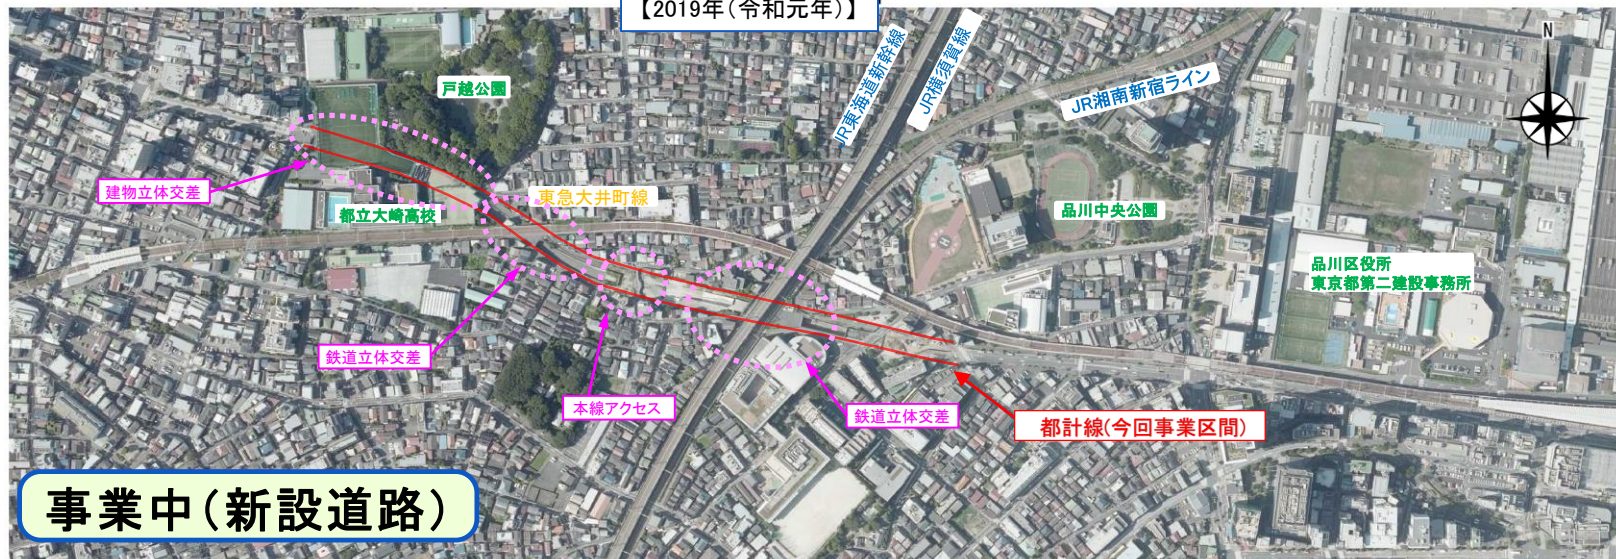 【2019年(令和元年)】
JR東海道新幹線
JR横須賀線
JR湘南新宿ライン
N
戸越公園
建物立体交差
都立大崎高校
東急大井町線
品川中央公園
品川区役所
東京都第二建設事務所
鉄道立体交差
本線アクセス
鉄道立体交差
都計線(今回事業区間)
事業中(新設道路)